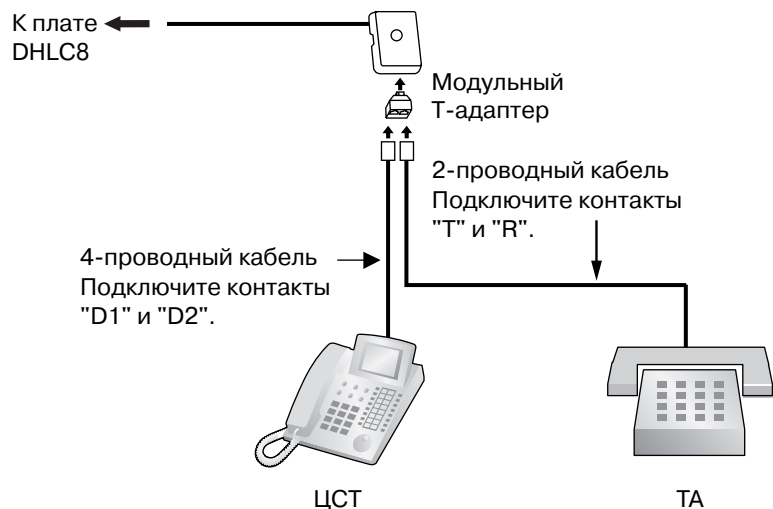 К плате
DHLC8
Модульный
Т-адаптер
2-проводный кабель
Подключите контакты
"T" и "R".
4-проводный кабель
Подключите контакты
"D1" и "D2".
ЦСТ
ТА